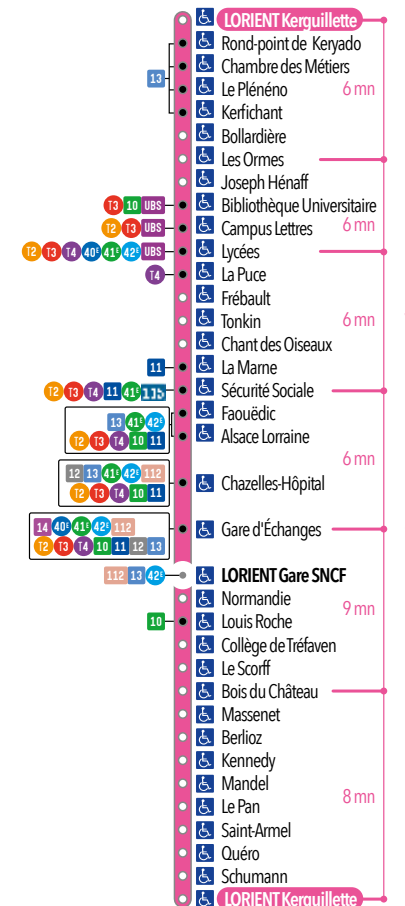 LORIENT Kerguillette
Rond-point de Keryado
13 Chambre des Métiers
Le Plénéno 6 mn
Kerfichant
Bollardière
Les Ormes
Joseph Hénaff
T3 10 UBS Bibliothèque Universitaire
T2 T3 UBS Campus Lettres 6 mn
T2 T3 T4 40E 41E 42E UBS Lycées
T4 La Puce
Frébault
Tonkin 6 mn
Chant des Oiseaux
11 La Marne
T2 T3 T4 11 41E Sécurité Sociale
13 41E 42E Faouëdic
T2 T3 T4 10 11 Alsace Lorraine
6 mn
12 13 41E 42E 112
T2 T3 T4 10 11 Chazelles-Hôpital
14 40E 41E 42E 112
T2 T3 T4 10 11 12 13 Gare d'Échanges
112 13 42E LORIENT Gare SNCF
Normandie 9 mn
10 Louis Roche
Collège de Tréfaven
Le Scorff
Bois du Château
Massenet
Berlioz
Kennedy
Mandel
Le Pan 8 mn
Saint-Armel
Quéro
Schumann
LORIENT Kerguillette